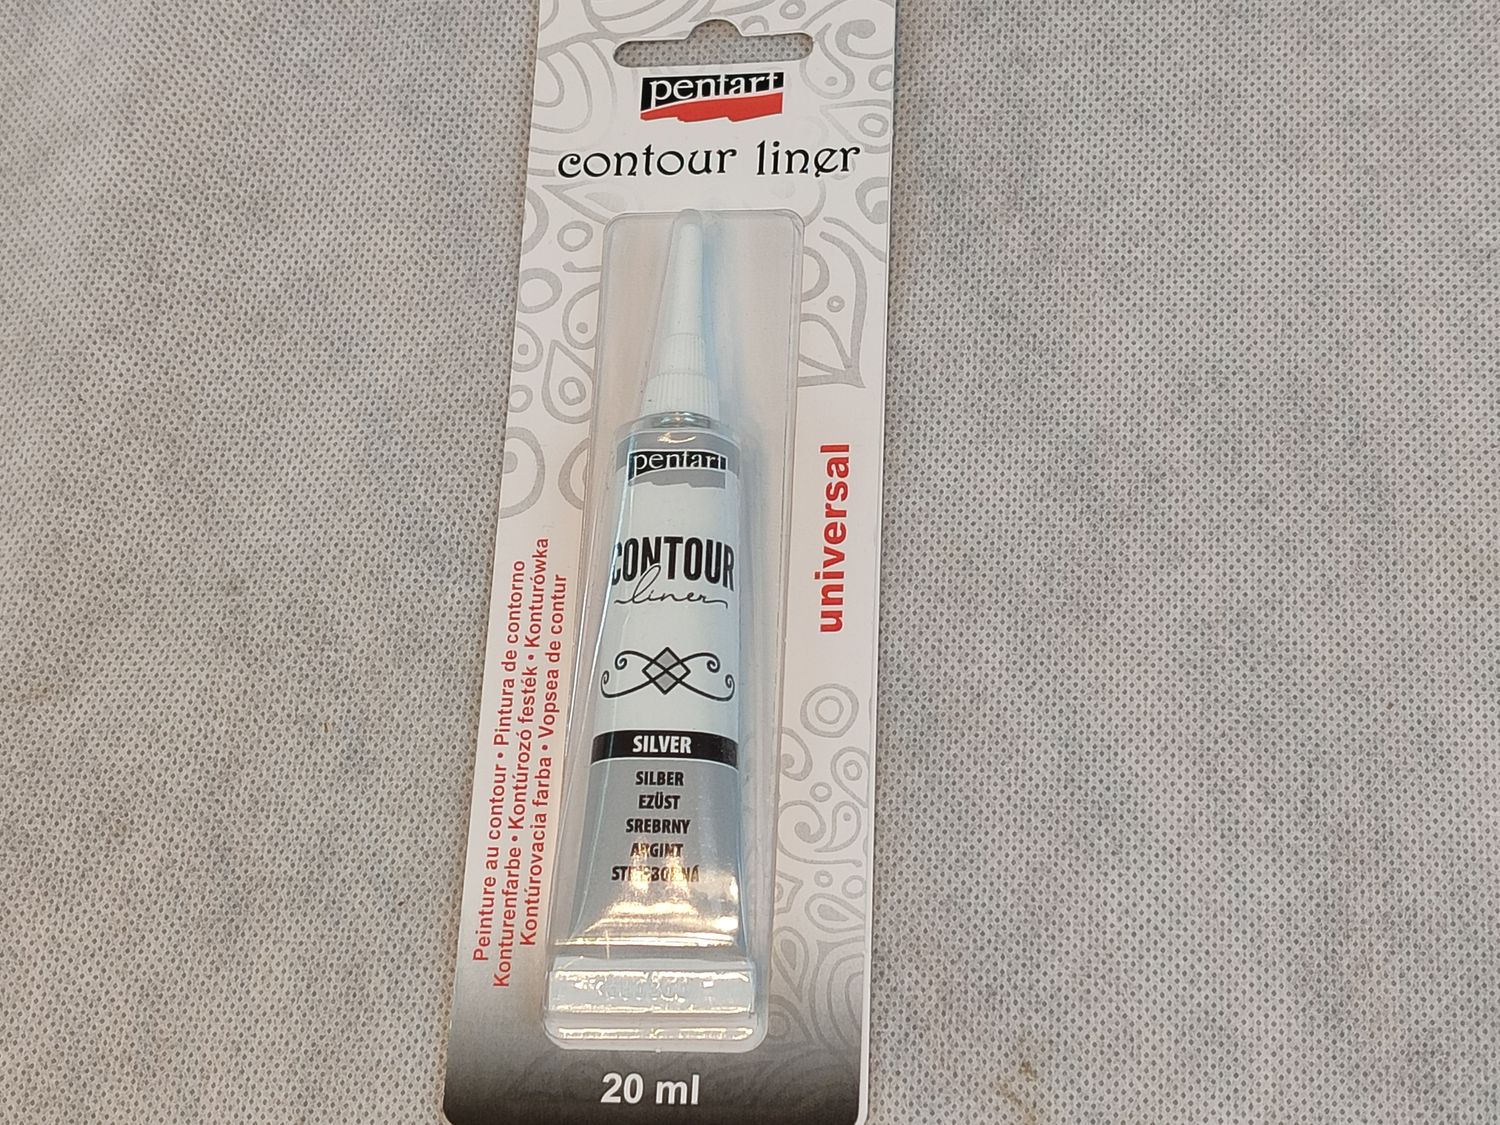 pentart
contour liner
universal
Peinture au contour • Pintura de contorno
Konturenfarbe • Kontúrozó festék • Konturówka
Kontúrovacia farba • Vopsea de contur
pentart
CONTOUR
liner
SILVER
SILBER
EZÜST
SREBRNY
ARGINT
20 ml